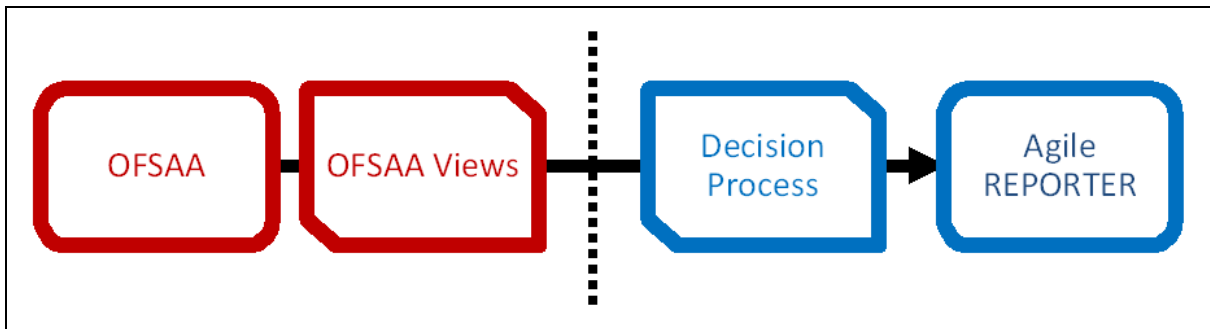 OFSAA
OFSAA Views
Decision
Process
Agile
REPORTER